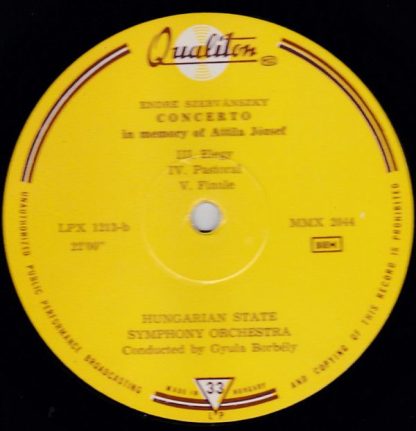 Qualiton
ENDRE SZERVÁNSZKY
CONCERTO
in memory of Attila József
III. Elegy
IV. Pastoral
V. Finale
LPX 1213-b
MMX 2044
22'00"
HUNGARIAN STATE
SYMPHONY ORCHESTRA
Conducted by Gyula Borbély
UNAUTHORIZED PUBLIC PERFORMANCE BROADCASTING
AND COPYING OF THIS RECORD IS PROHIBITED
MADE IN HUNGARY
33
LP